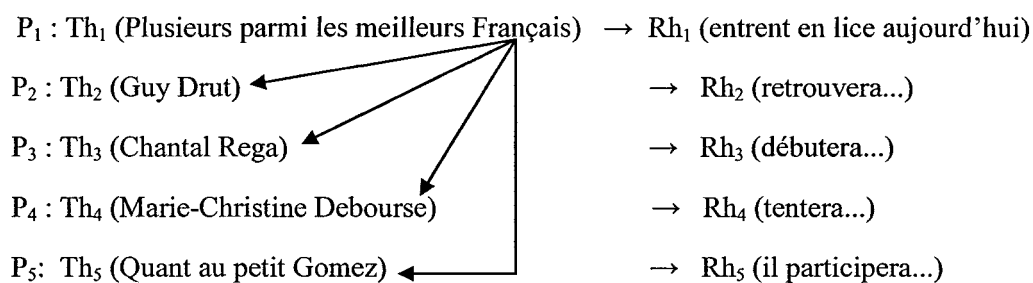 P₁ : Th₁ (Plusieurs parmi les meilleurs Français) → Rh₁ (entrent en lice aujourd'hui)
P₂ : Th₂ (Guy Drut) → Rh₂ (retrouvera...)
P₃ : Th₃ (Chantal Rega) → Rh₃ (débutera...)
P₄ : Th₄ (Marie-Christine Debourse) → Rh₄ (tentera...)
P₅: Th₅ (Quant au petit Gomez) → Rh₅ (il participera...)